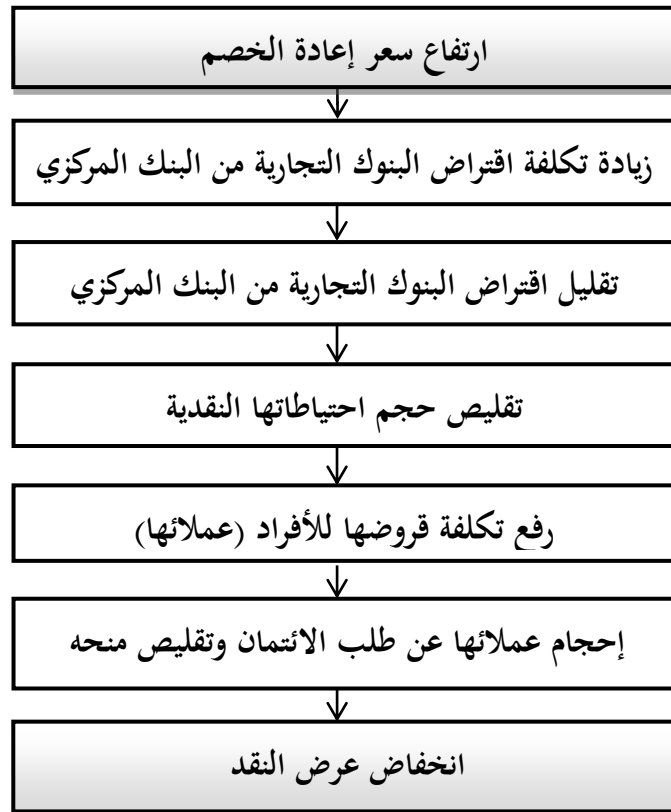 ارتفاع سعر إعادة الخصم
زيادة تكلفة اقتراض البنوك التجارية من البنك المركزي
تقليل اقتراض البنوك التجارية من البنك المركزي
تقليص حجم احتياطاتها النقدية
رفع تكلفة قروضها للأفراد (عملائها)
إحجام عملائها عن طلب الائتمان وتقليص منحه
انخفاض عرض النقد